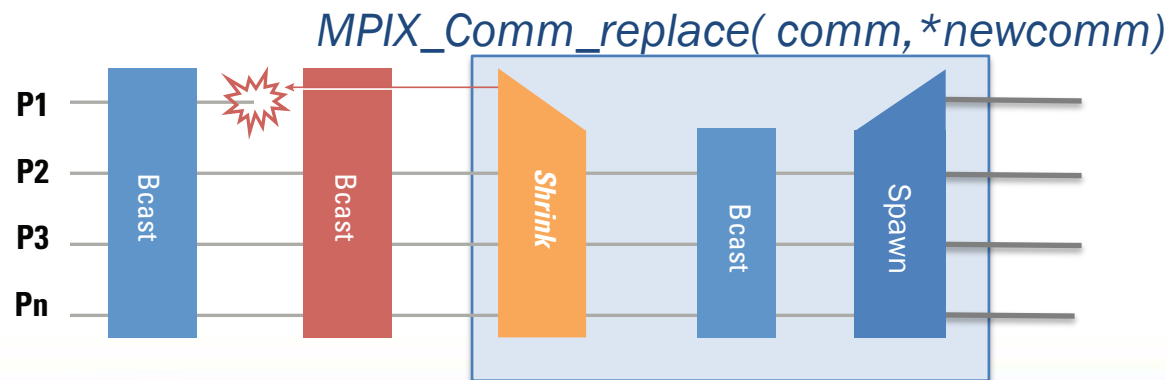 MPIX_Comm_replace( comm,*newcomm)
P1
P2
P3
Pn
Bcast
Bcast
Shrink
Bcast
Spawn